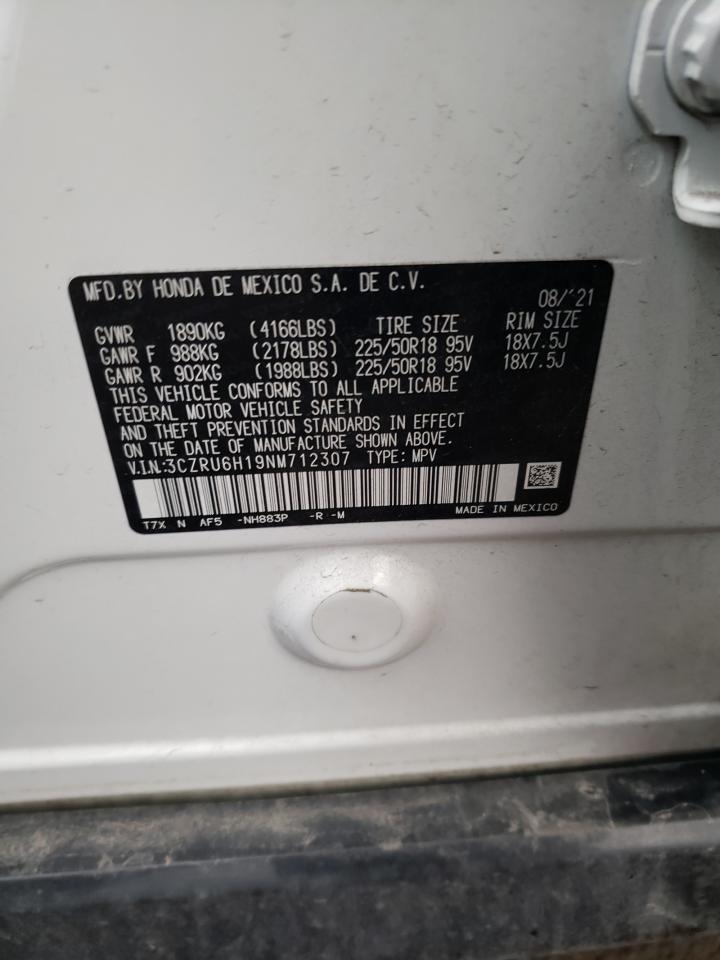 MFD.BY HONDA DE MEXICO S.A. DE C.V.
08/'21
GVWR 1890KG (4166LBS) TIRE SIZE RIM SIZE
GAWR F 988KG (2178LBS) 225/50R18 95V 18X7.5J
GAWR R 902KG (1988LBS) 225/50R18 95V 18X7.5J
THIS VEHICLE CONFORMS TO ALL APPLICABLE
FEDERAL MOTOR VEHICLE SAFETY
AND THEFT PREVENTION STANDARDS IN EFFECT
ON THE DATE OF MANUFACTURE SHOWN ABOVE.
V.I.N.3CZRU6H19NM712307 TYPE: MPV
T7X N AF5 -NH883P -R -M MADE IN MEXICO